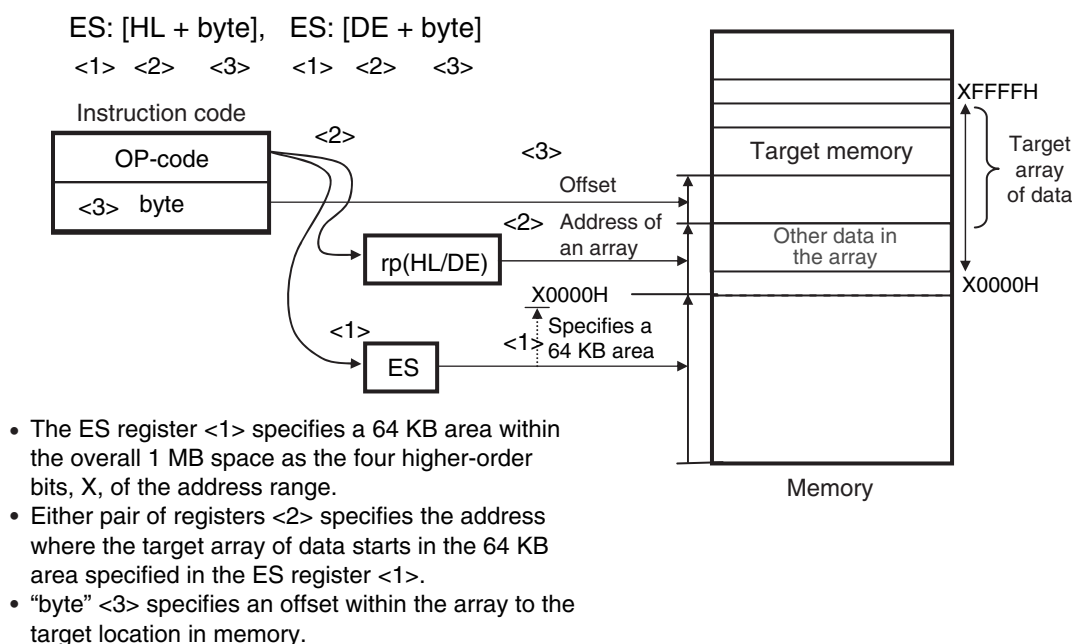 ES: [HL + byte], ES: [DE + byte]
<1> <2> <3> <1> <2> <3>
Instruction code
OP-code
<3> byte
<2>
<3>
Offset
<2> Address of
an array
rp(HL/DE)
X0000H
<1>
<1> Specifies a
64 KB area
ES
XFFFFH
Target memory
Target
array
of data
Other data in
the array
X0000H
Memory
• The ES register <1> specifies a 64 KB area within
the overall 1 MB space as the four higher-order
bits, X, of the address range.
• Either pair of registers <2> specifies the address
where the target array of data starts in the 64 KB
area specified in the ES register <1>.
• “byte” <3> specifies an offset within the array to the
target location in memory.